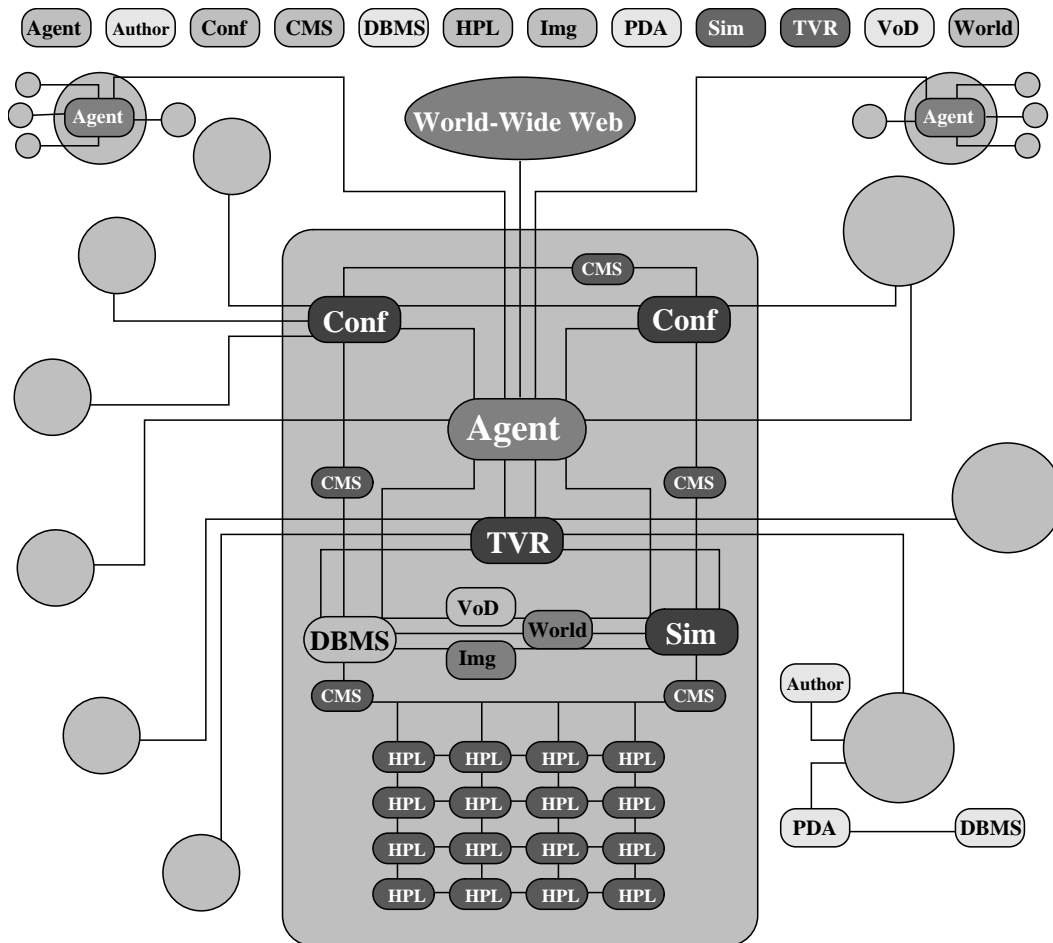 Agent Author Conf CMS DBMS HPL Img PDA Sim TVR VoD World
Agent World-Wide Web Agent
CMS
Conf Conf
Agent
CMS CMS
TVR
VoD
World
DBMS Sim
Img
Author
CMS CMS
HPL HPL HPL HPL
HPL HPL HPL HPL
PDA DBMS
HPL HPL HPL HPL
HPL HPL HPL HPL